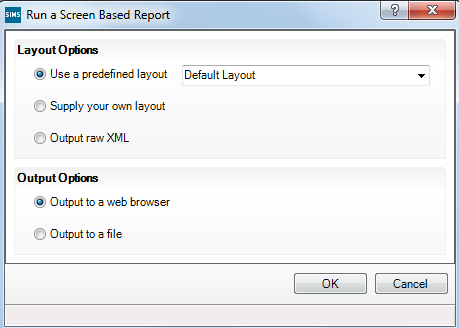 SIMS Run a Screen Based Report ?
Layout Options
Use a predefined layout Default Layout
Supply your own layout
Output raw XML
Output Options
Output to a web browser
Output to a file
OK Cancel